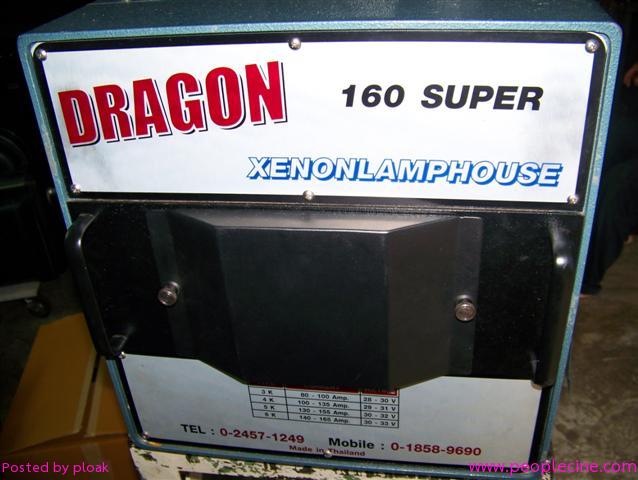 DRAGON 160 SUPER
XENONLAMPHOUSE
3 K 80 - 100 Amp. 28 - 30 V
4 K 100 - 135 Amp. 29 - 31 V
5 K 130 - 155 Amp. 30 - 32 V
6 K 140 - 165 Amp. 30 - 33 V
TEL : 0-2457-1249 Mobile : 0-1858-9690
Made in Thailand
Posted by ploak
www.peoplecine.com